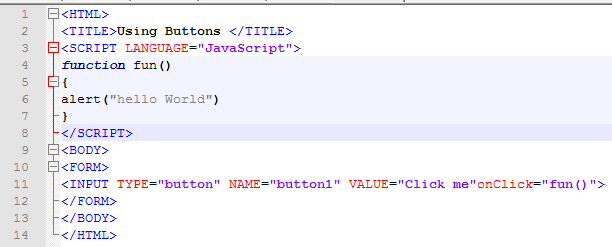 1 <HTML>
2 <TITLE>Using Buttons </TITLE>
3 <SCRIPT LANGUAGE="JavaScript">
4 function fun()
5 {
6 alert("hello World")
7 }
8 </SCRIPT>
9 <BODY>
10 <FORM>
11 <INPUT TYPE="button" NAME="button1" VALUE="Click me"onClick="fun()">
12 </FORM>
13 </BODY>
14 </HTML>